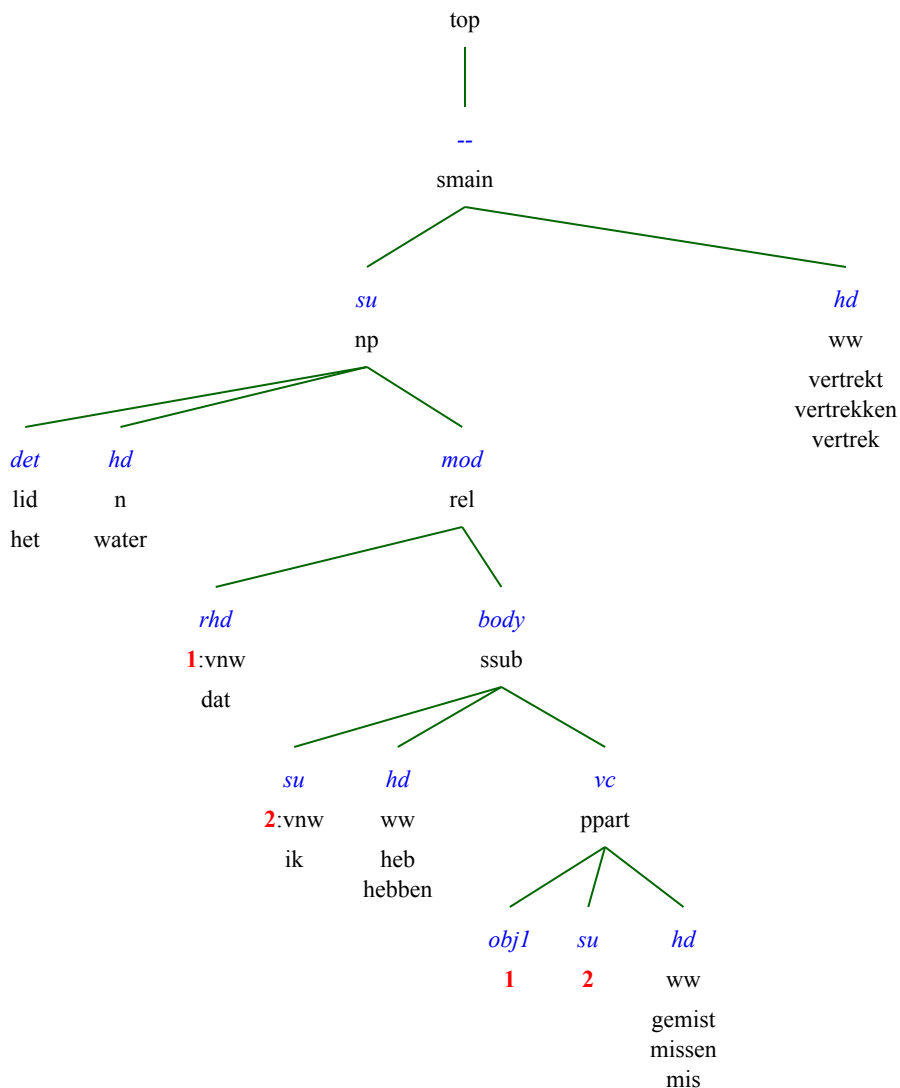 top
--
smain
su hd
np ww
vertrekt
vertrekken
vertrek
det hd mod
lid n rel
het water
rhd body
1:vnw ssub
dat
su hd vc
2:vnw ww ppart
ik heb
hebben
obj1 su hd
1 2 ww
gemist
missen
mis